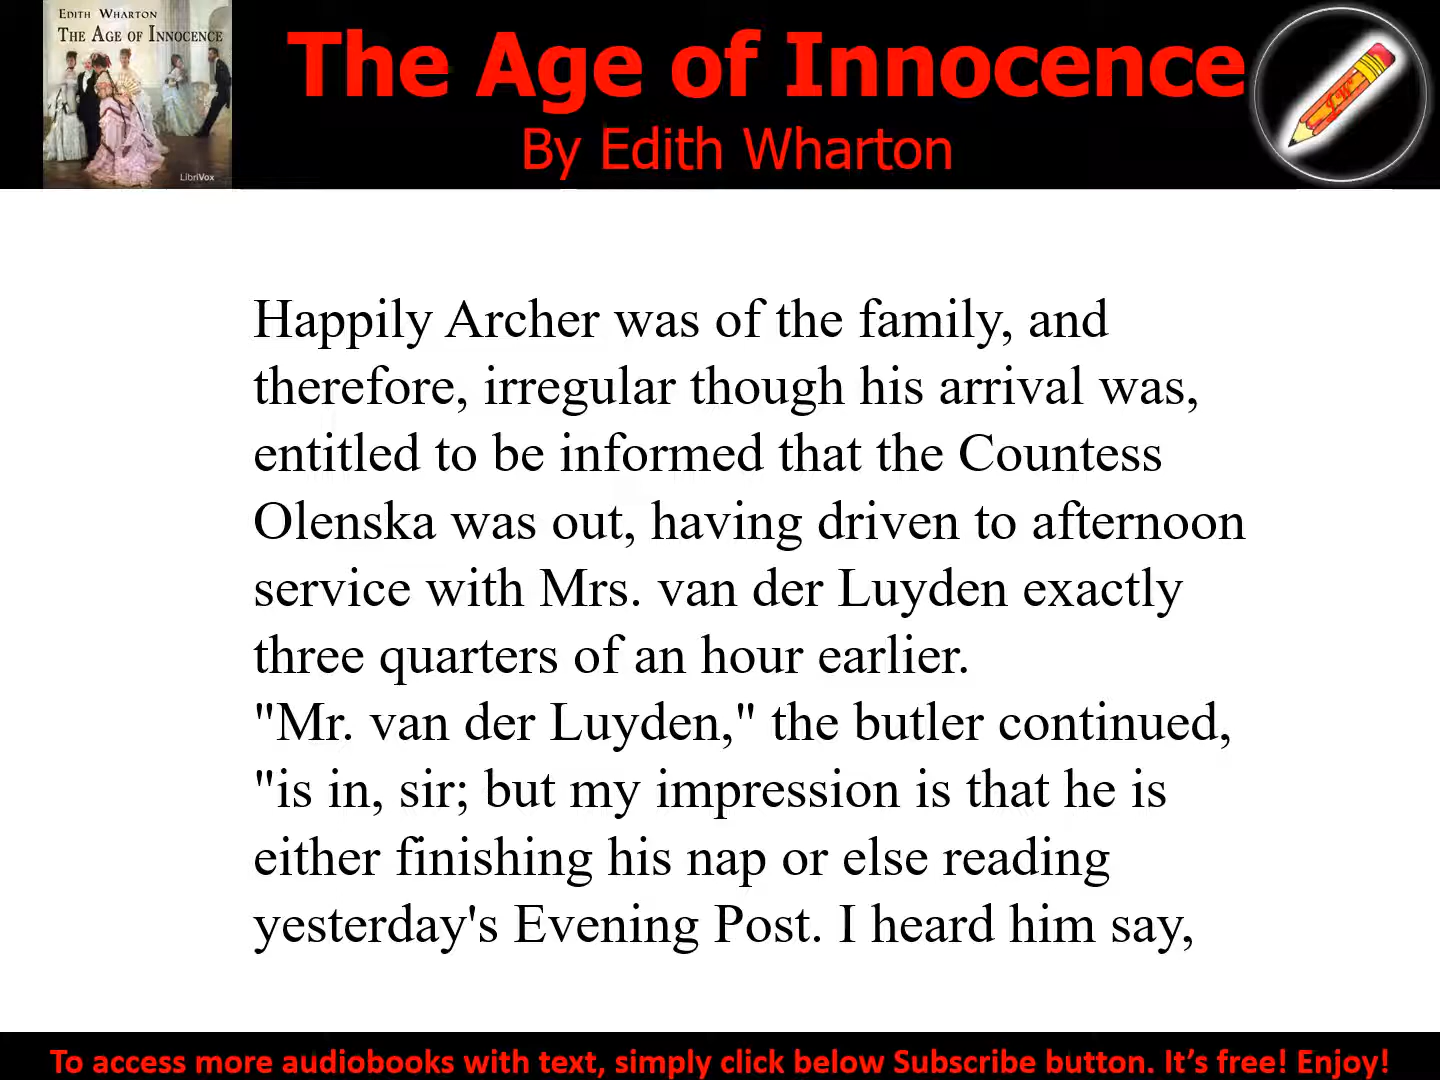 EDITH WHARTON
THE AGE OF INNOCENCE
LibriVox
The Age of Innocence
By Edith Wharton
Happily Archer was of the family, and
therefore, irregular though his arrival was,
entitled to be informed that the Countess
Olenska was out, having driven to afternoon
service with Mrs. van der Luyden exactly
three quarters of an hour earlier.
"Mr. van der Luyden," the butler continued,
"is in, sir; but my impression is that he is
either finishing his nap or else reading
yesterday's Evening Post. I heard him say,
To access more audiobooks with text, simply click below Subscribe button. It’s free! Enjoy!